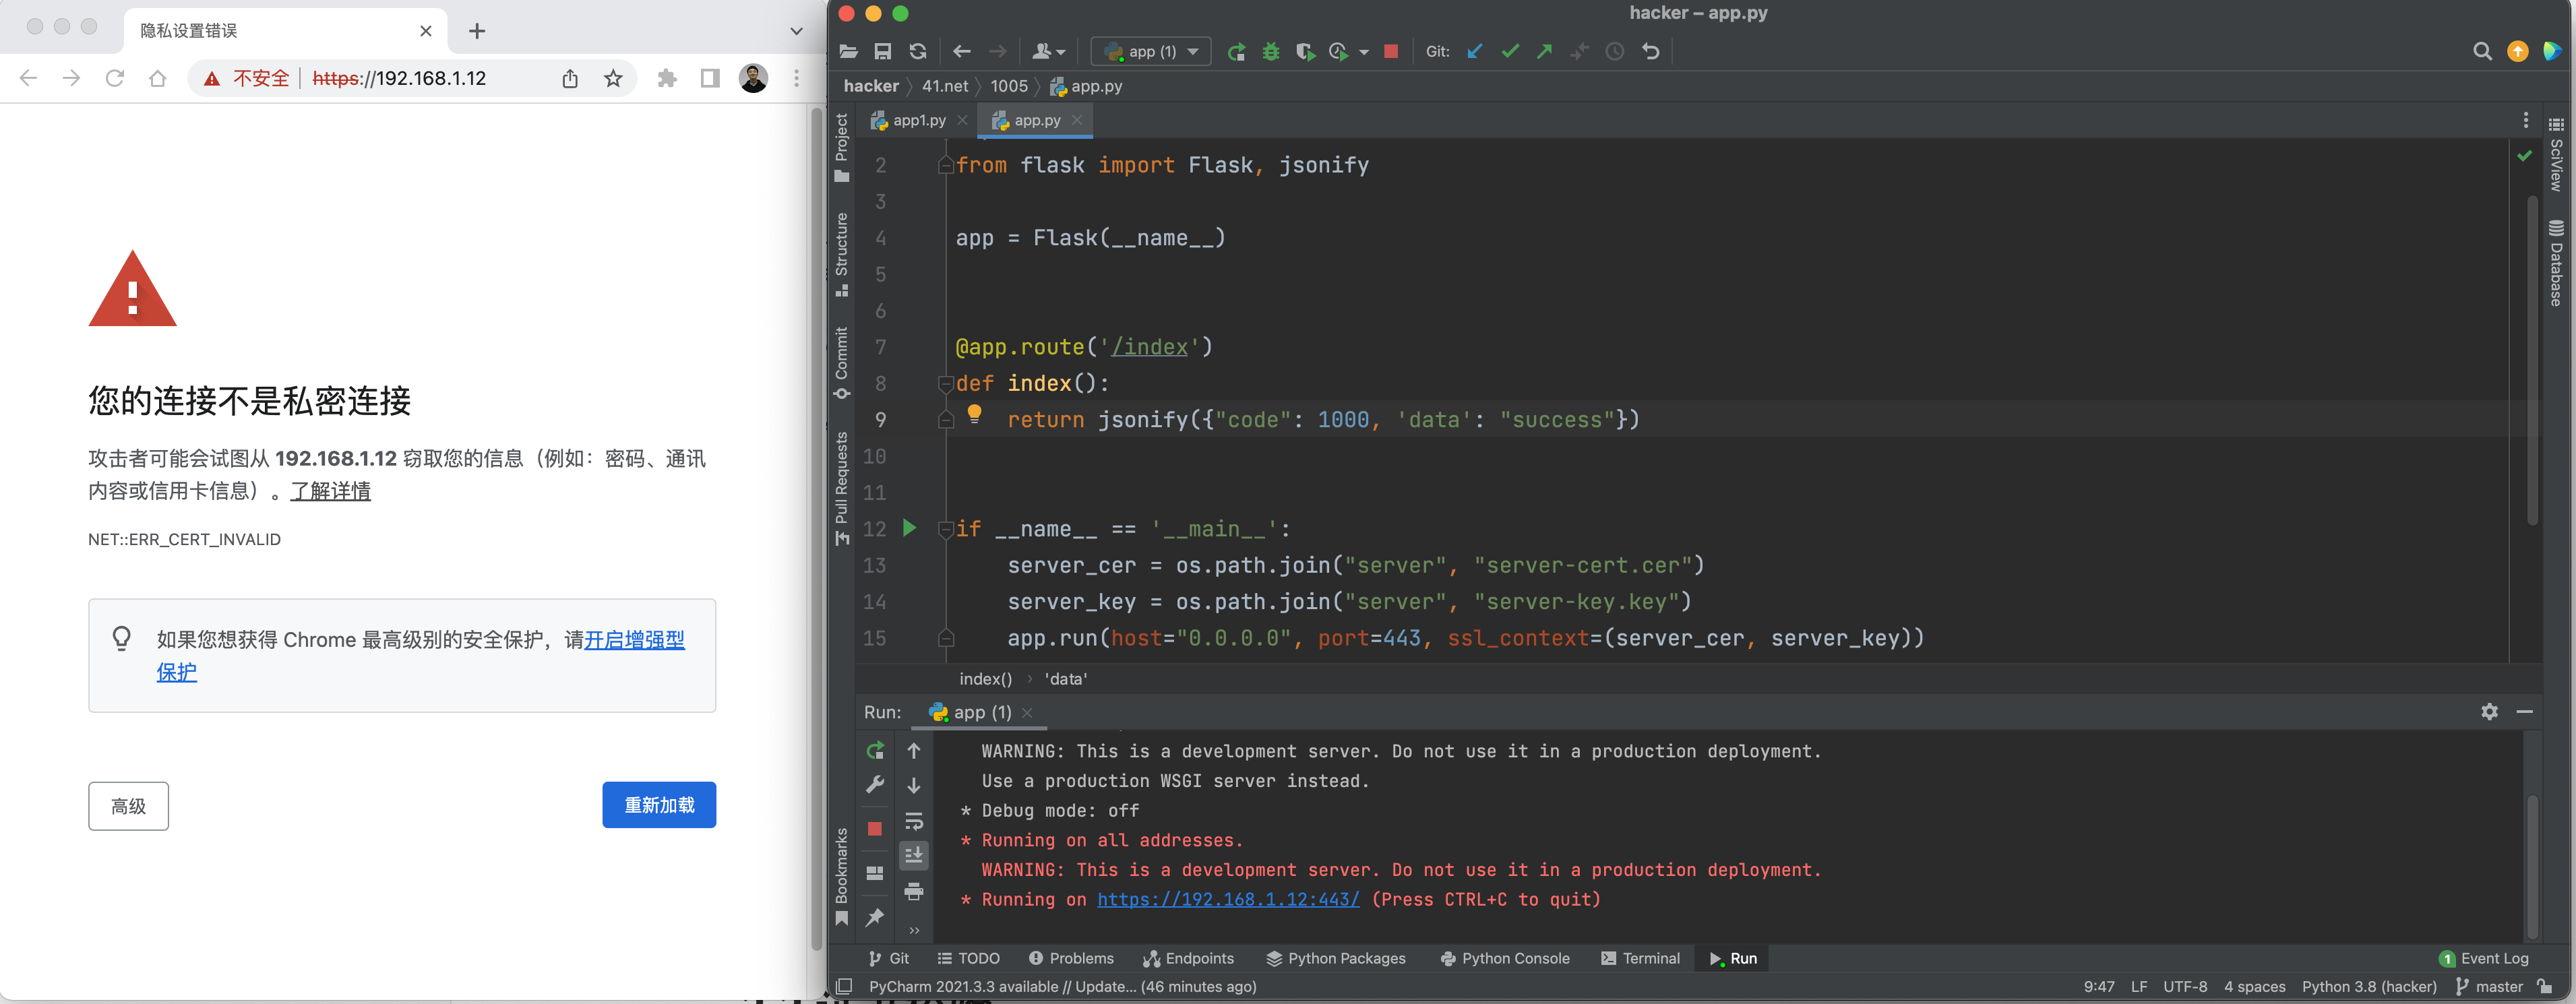 隐私设置错误
不安全 https://192.168.1.12
您的连接不是私密连接
攻击者可能会试图从 192.168.1.12 窃取您的信息（例如：密码、通讯
内容或信用卡信息）。了解详情
NET::ERR_CERT_INVALID
如果您想获得 Chrome 最高级别的安全保护，请开启增强型
保护
高级
重新加载
hacker – app.py
app (1)
Git:
hacker 41.net 1005 app.py
app1.py
app.py
Project
Structure
Commit
Pull Requests
Bookmarks
2 from flask import Flask, jsonify
3
4 app = Flask(__name__)
5
6
7 @app.route('/index')
8 def index():
9 return jsonify({"code": 1000, 'data': "success"})
10
11
12 if __name__ == '__main__':
13 server_cer = os.path.join("server", "server-cert.cer")
14 server_key = os.path.join("server", "server-key.key")
15 app.run(host="0.0.0.0", port=443, ssl_context=(server_cer, server_key))
index() › 'data'
SciView
Database
Run: app (1)
WARNING: This is a development server. Do not use it in a production deployment.
Use a production WSGI server instead.
* Debug mode: off
* Running on all addresses.
WARNING: This is a development server. Do not use it in a production deployment.
* Running on https://192.168.1.12:443/ (Press CTRL+C to quit)
Git
TODO
Problems
Endpoints
Python Packages
Python Console
Terminal
Run
1 Event Log
PyCharm 2021.3.3 available // Update... (46 minutes ago)
9:47 LF UTF-8 4 spaces Python 3.8 (hacker) master